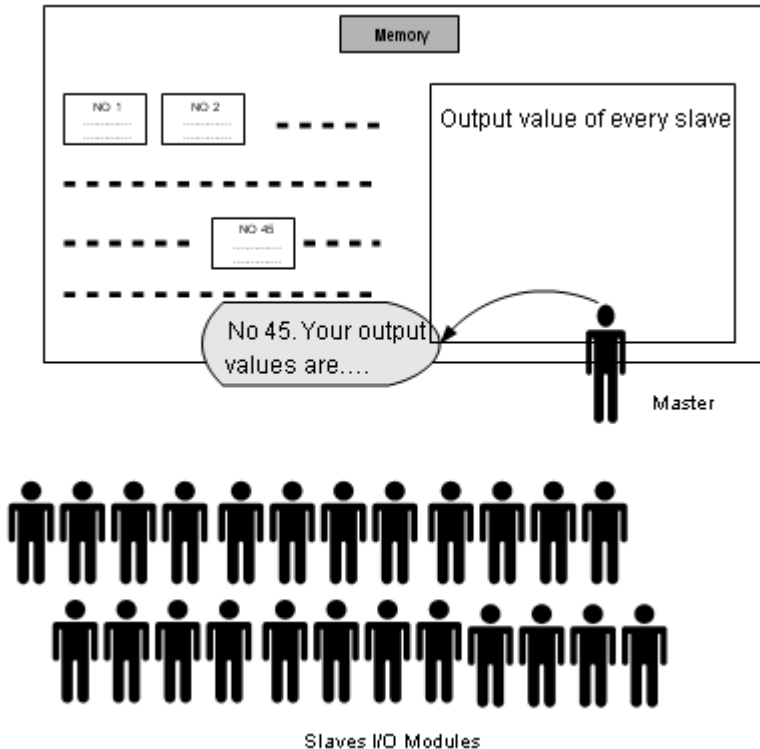 Memory
NO 1
NO 2
Output value of every slave
NO 45
No 45. Your output
values are....
Master
Slaves I/O Modules